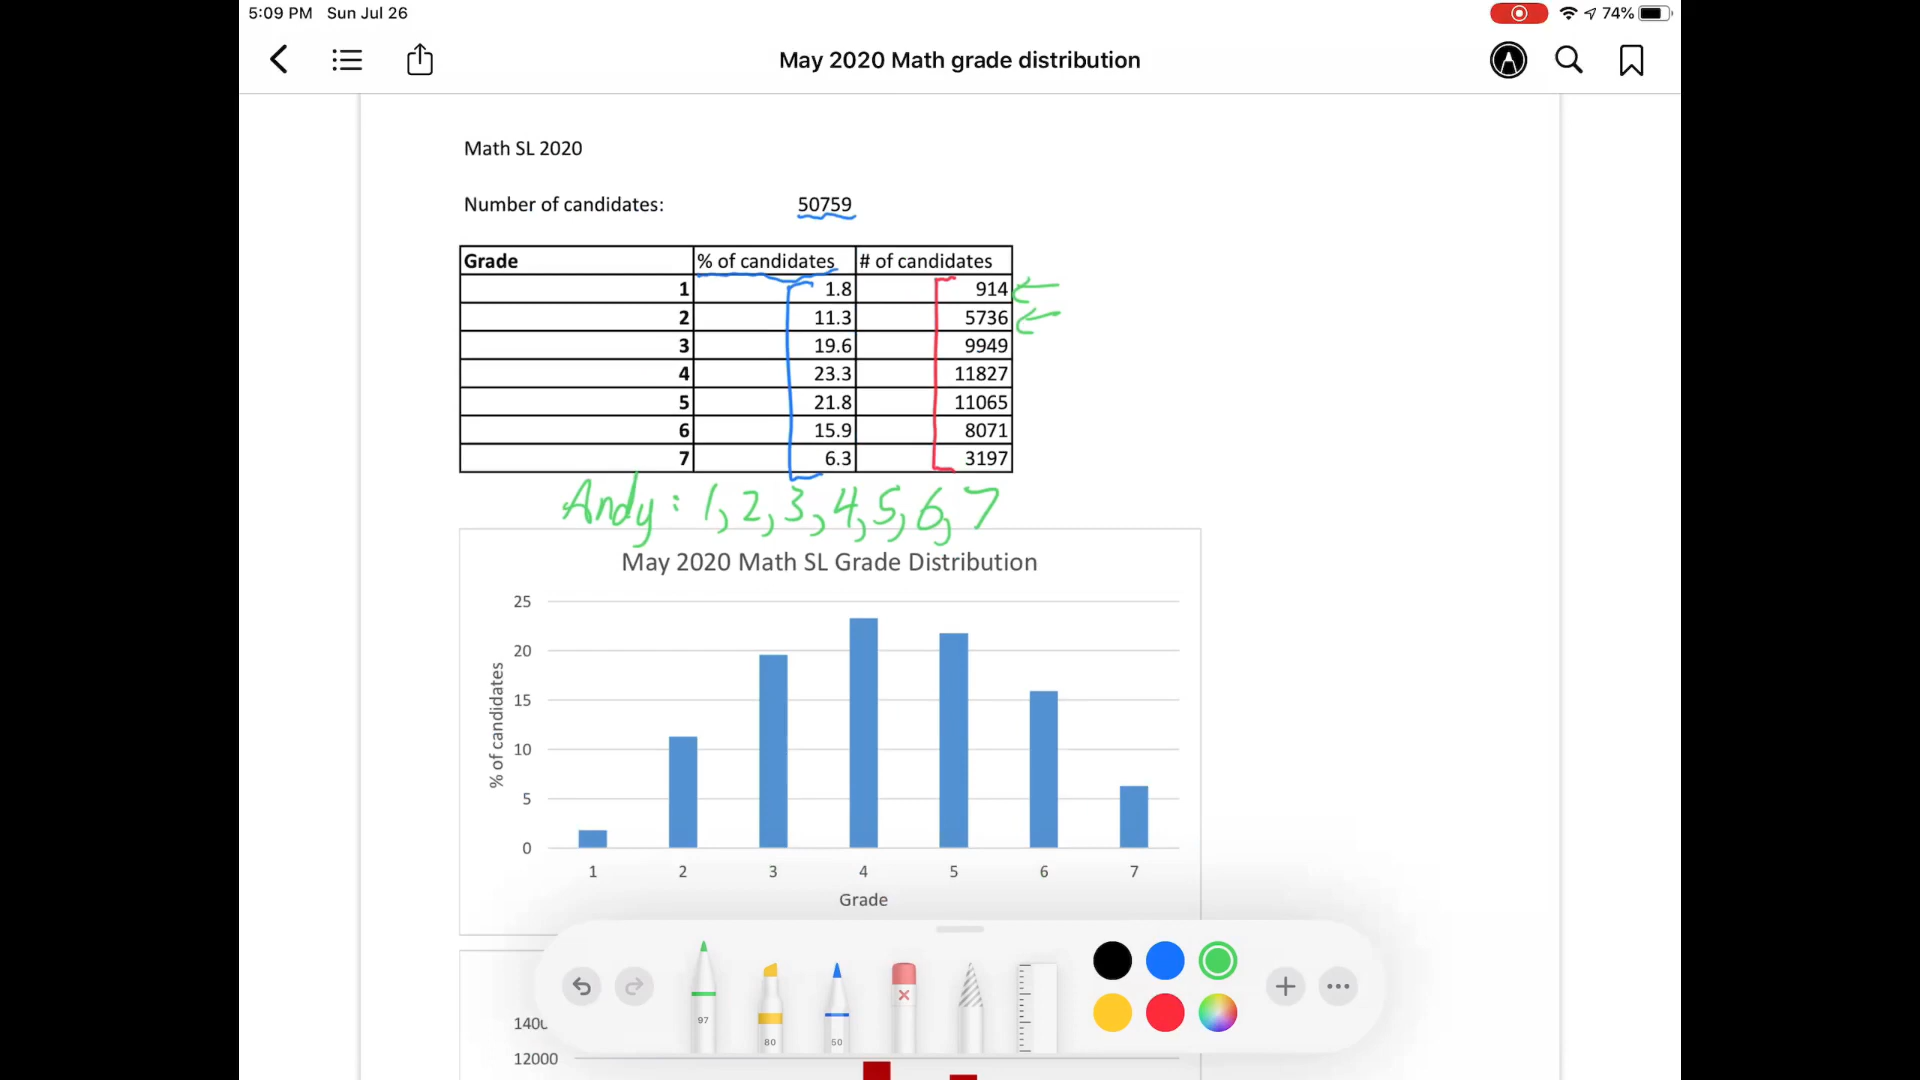 5:09 PM Sun Jul 26 74%
May 2020 Math grade distribution
Math SL 2020
Number of candidates: 50759
Grade % of candidates # of candidates
1 1.8 914
2 11.3 5736
3 19.6 9949
4 23.3 11827
5 21.8 11065
6 15.9 8071
7 6.3 3197
Andy: 1, 2, 3, 4, 5, 6, 7
May 2020 Math SL Grade Distribution
25
20
15
10
5
0
% of candidates
1 2 3 4 5 6 7
Grade
97 80 50
12000